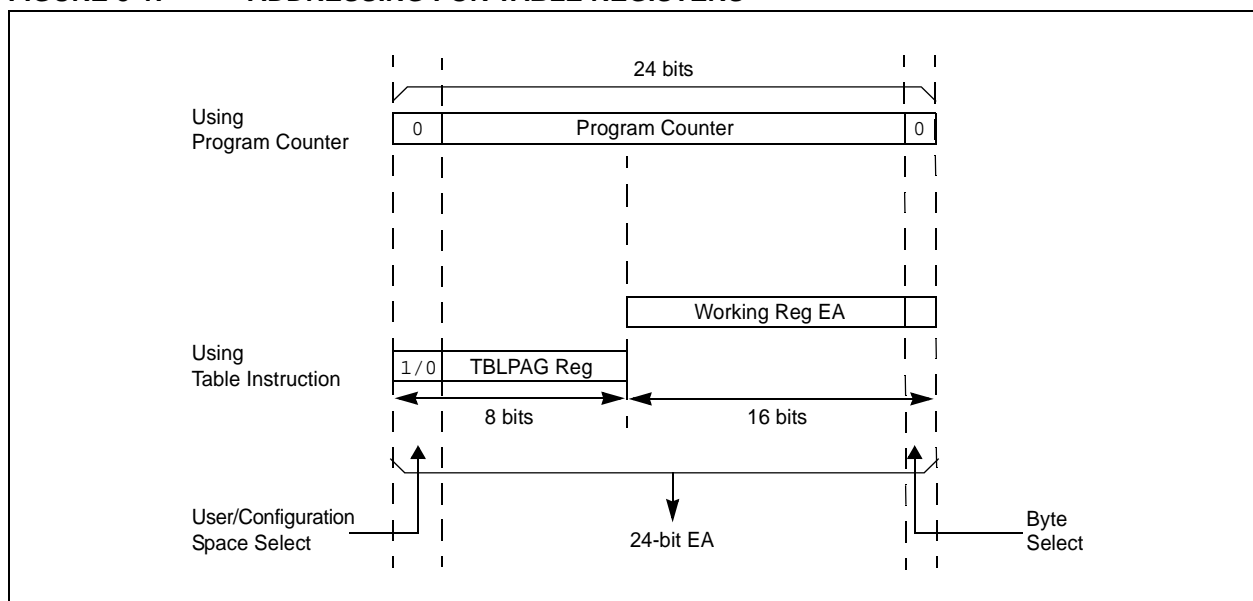 24 bits
Using
Program Counter
0 Program Counter 0
Working Reg EA
Using
Table Instruction
1/0 TBLPAG Reg
8 bits 16 bits
User/Configuration
Space Select
24-bit EA
Byte
Select